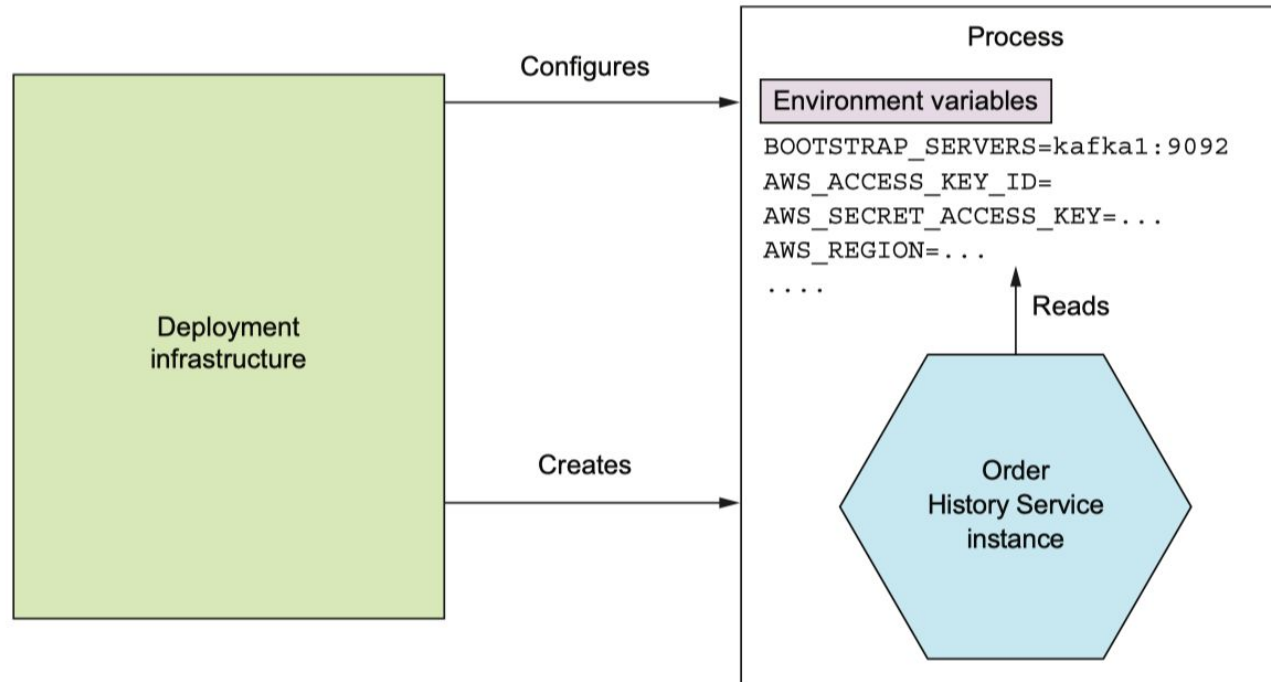 Process
Configures
Environment variables
BOOTSTRAP_SERVERS=kafka1:9092
AWS_ACCESS_KEY_ID=
AWS_SECRET_ACCESS_KEY=...
AWS_REGION=...
....
Reads
Deployment
infrastructure
Creates
Order
History Service
instance